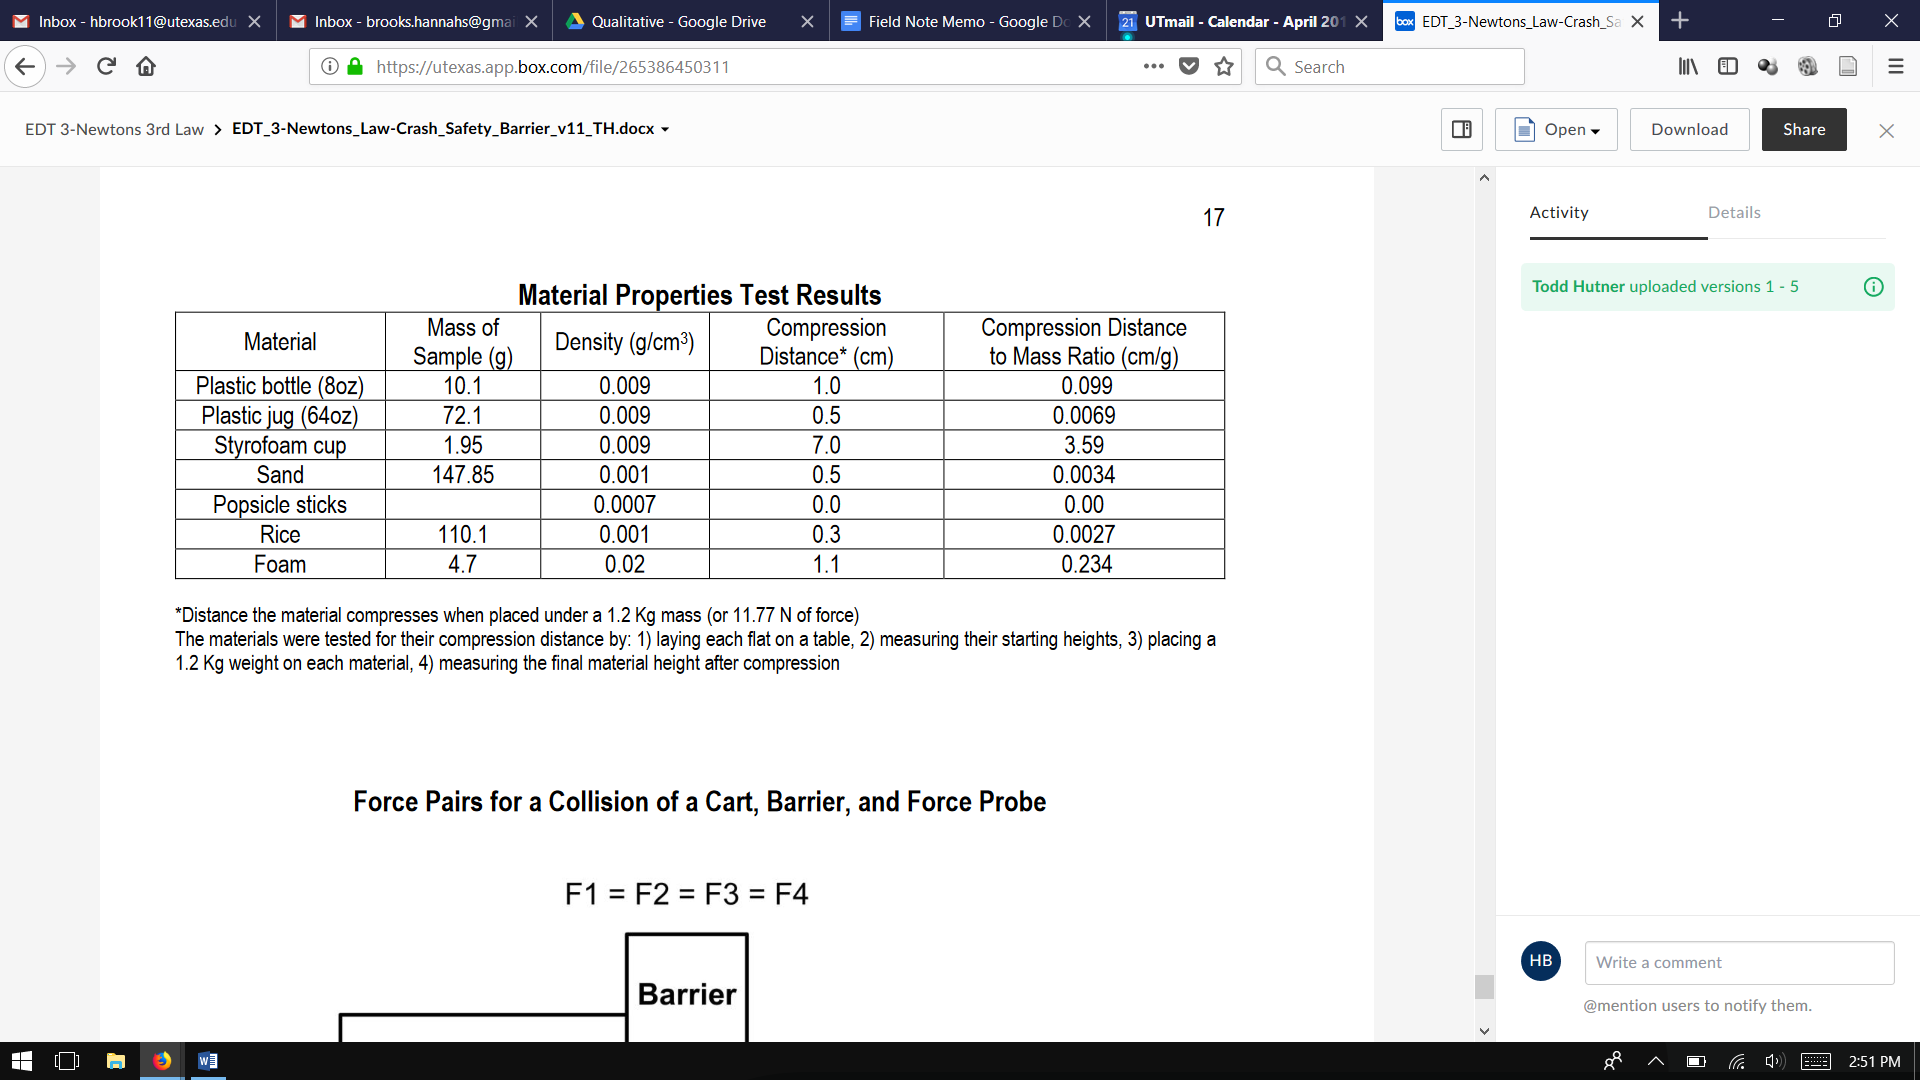 Inbox - hbrook11@utexas.edu
Inbox - brooks.hannahs@gmai
Qualitative - Google Drive
Field Note Memo - Google Do
21 UTmail - Calendar - April 201
box EDT_3-Newtons_Law-Crash_Sa
https://utexas.app.box.com/file/265386450311
Search
EDT 3-Newtons 3rd Law > EDT_3-Newtons_Law-Crash_Safety_Barrier_v11_TH.docx
Open
Download
Share
17
Activity
Details
Todd Hutner uploaded versions 1 - 5
Material Properties Test Results
Material | Mass of Sample (g) | Density (g/cm³) | Compression Distance* (cm) | Compression Distance to Mass Ratio (cm/g)
Plastic bottle (8oz) | 10.1 | 0.009 | 1.0 | 0.099
Plastic jug (64oz) | 72.1 | 0.009 | 0.5 | 0.0069
Styrofoam cup | 1.95 | 0.009 | 7.0 | 3.59
Sand | 147.85 | 0.001 | 0.5 | 0.0034
Popsicle sticks | | 0.0007 | 0.0 | 0.00
Rice | 110.1 | 0.001 | 0.3 | 0.0027
Foam | 4.7 | 0.02 | 1.1 | 0.234
*Distance the material compresses when placed under a 1.2 Kg mass (or 11.77 N of force)
The materials were tested for their compression distance by: 1) laying each flat on a table, 2) measuring their starting heights, 3) placing a
1.2 Kg weight on each material, 4) measuring the final material height after compression
Force Pairs for a Collision of a Cart, Barrier, and Force Probe
F1 = F2 = F3 = F4
Barrier
HB
Write a comment
@mention users to notify them.
2:51 PM